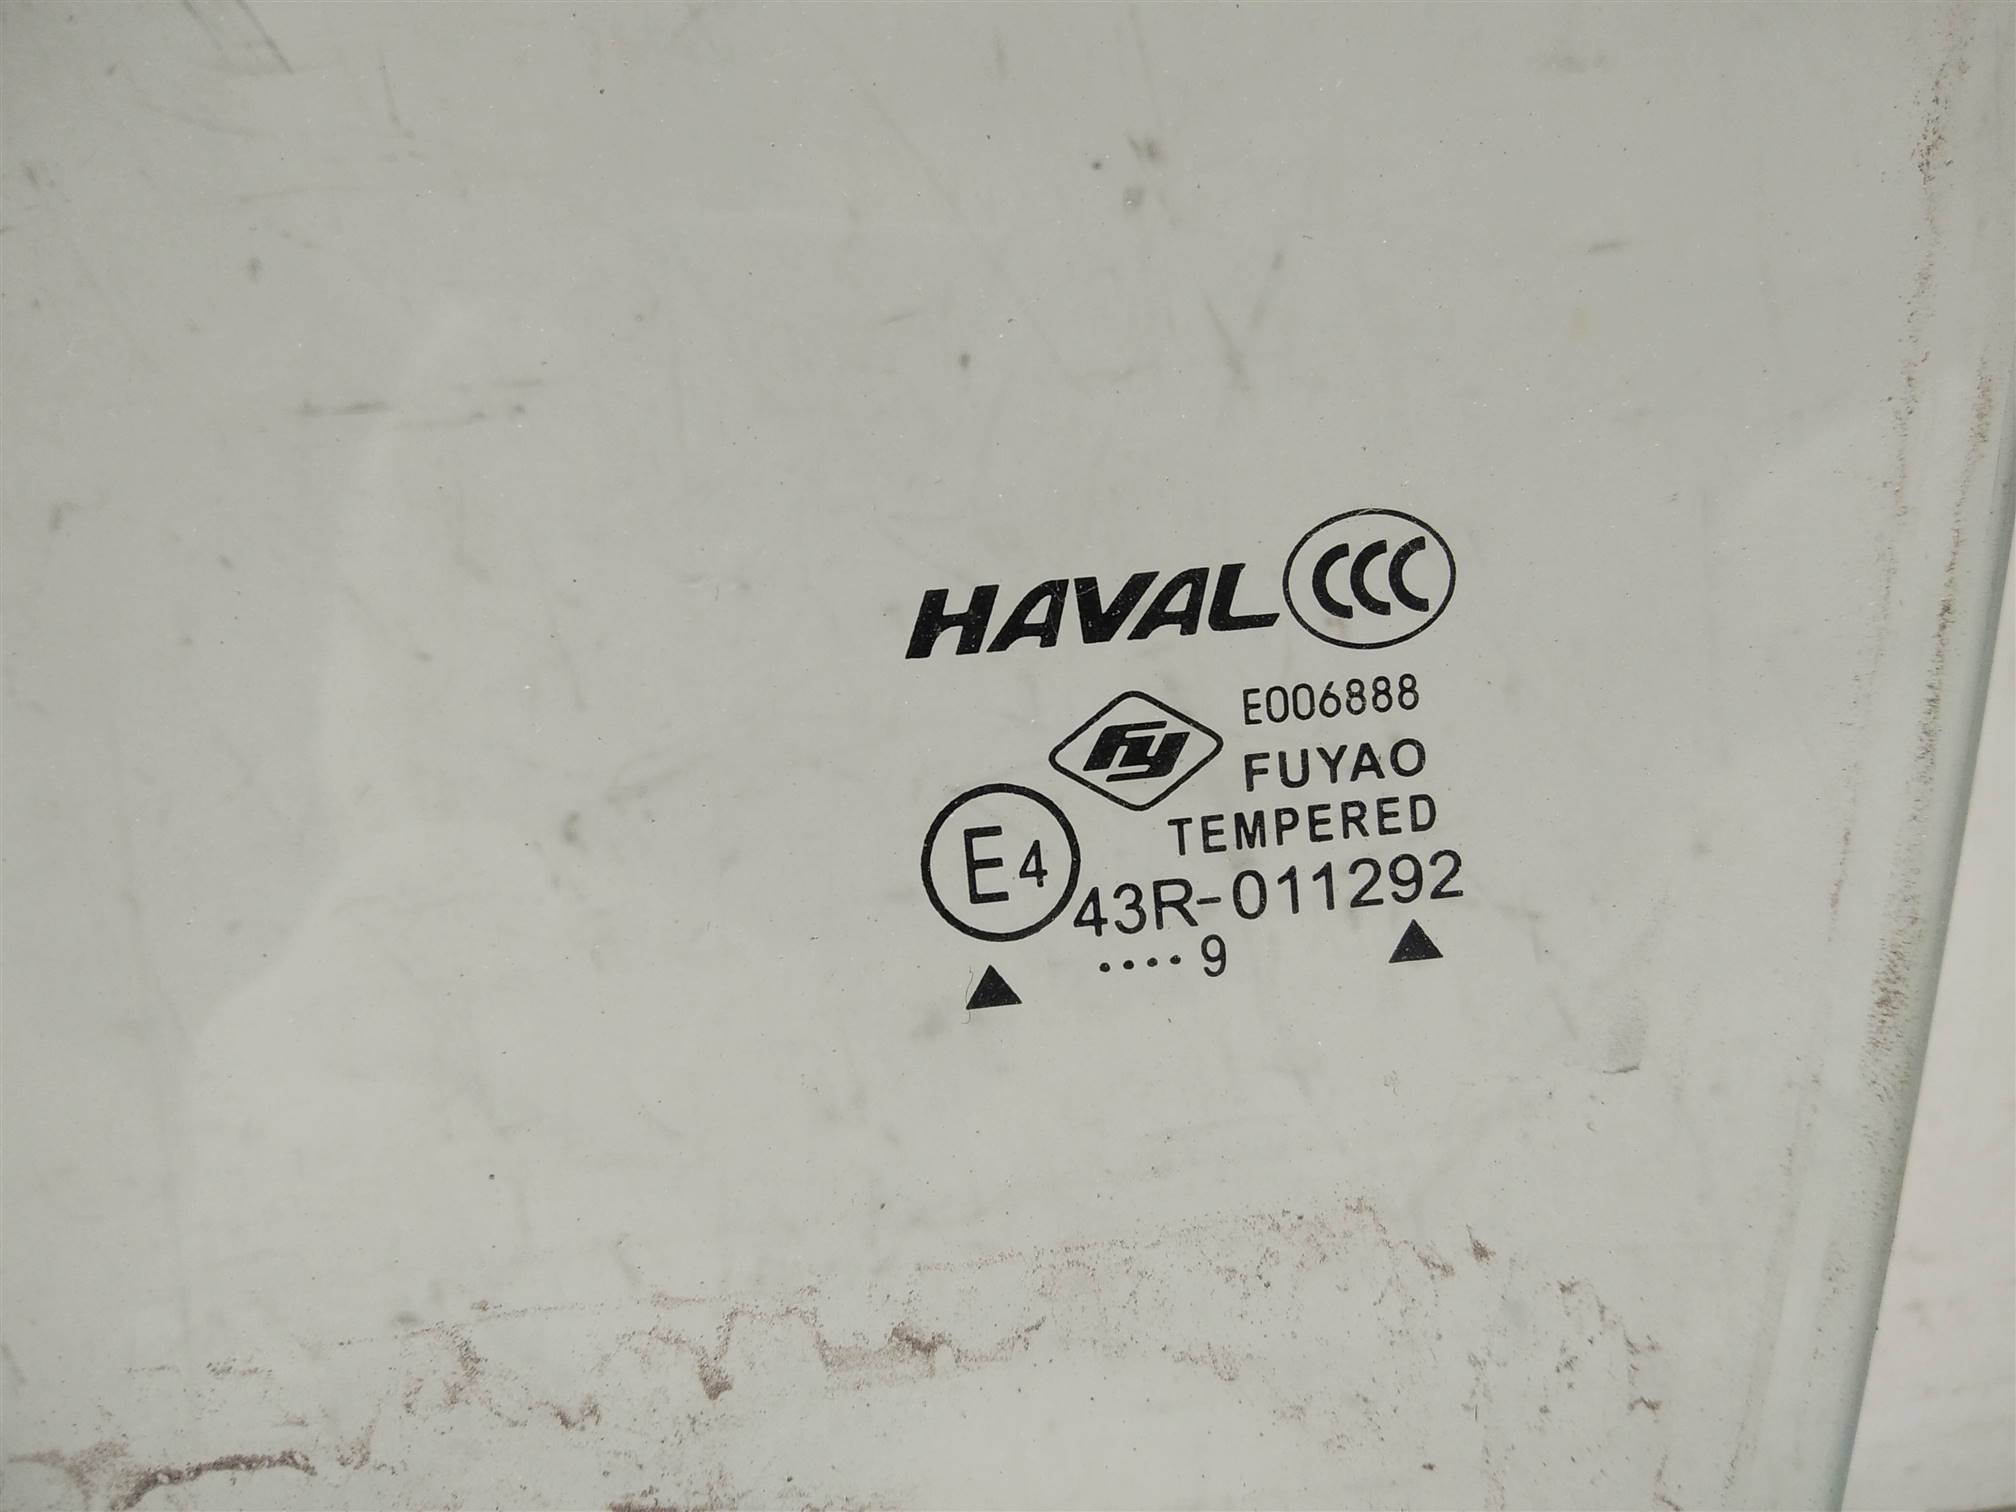 HAVAL CCC
E006888
FY FUYAO
TEMPERED
E4 43R-011292
....9